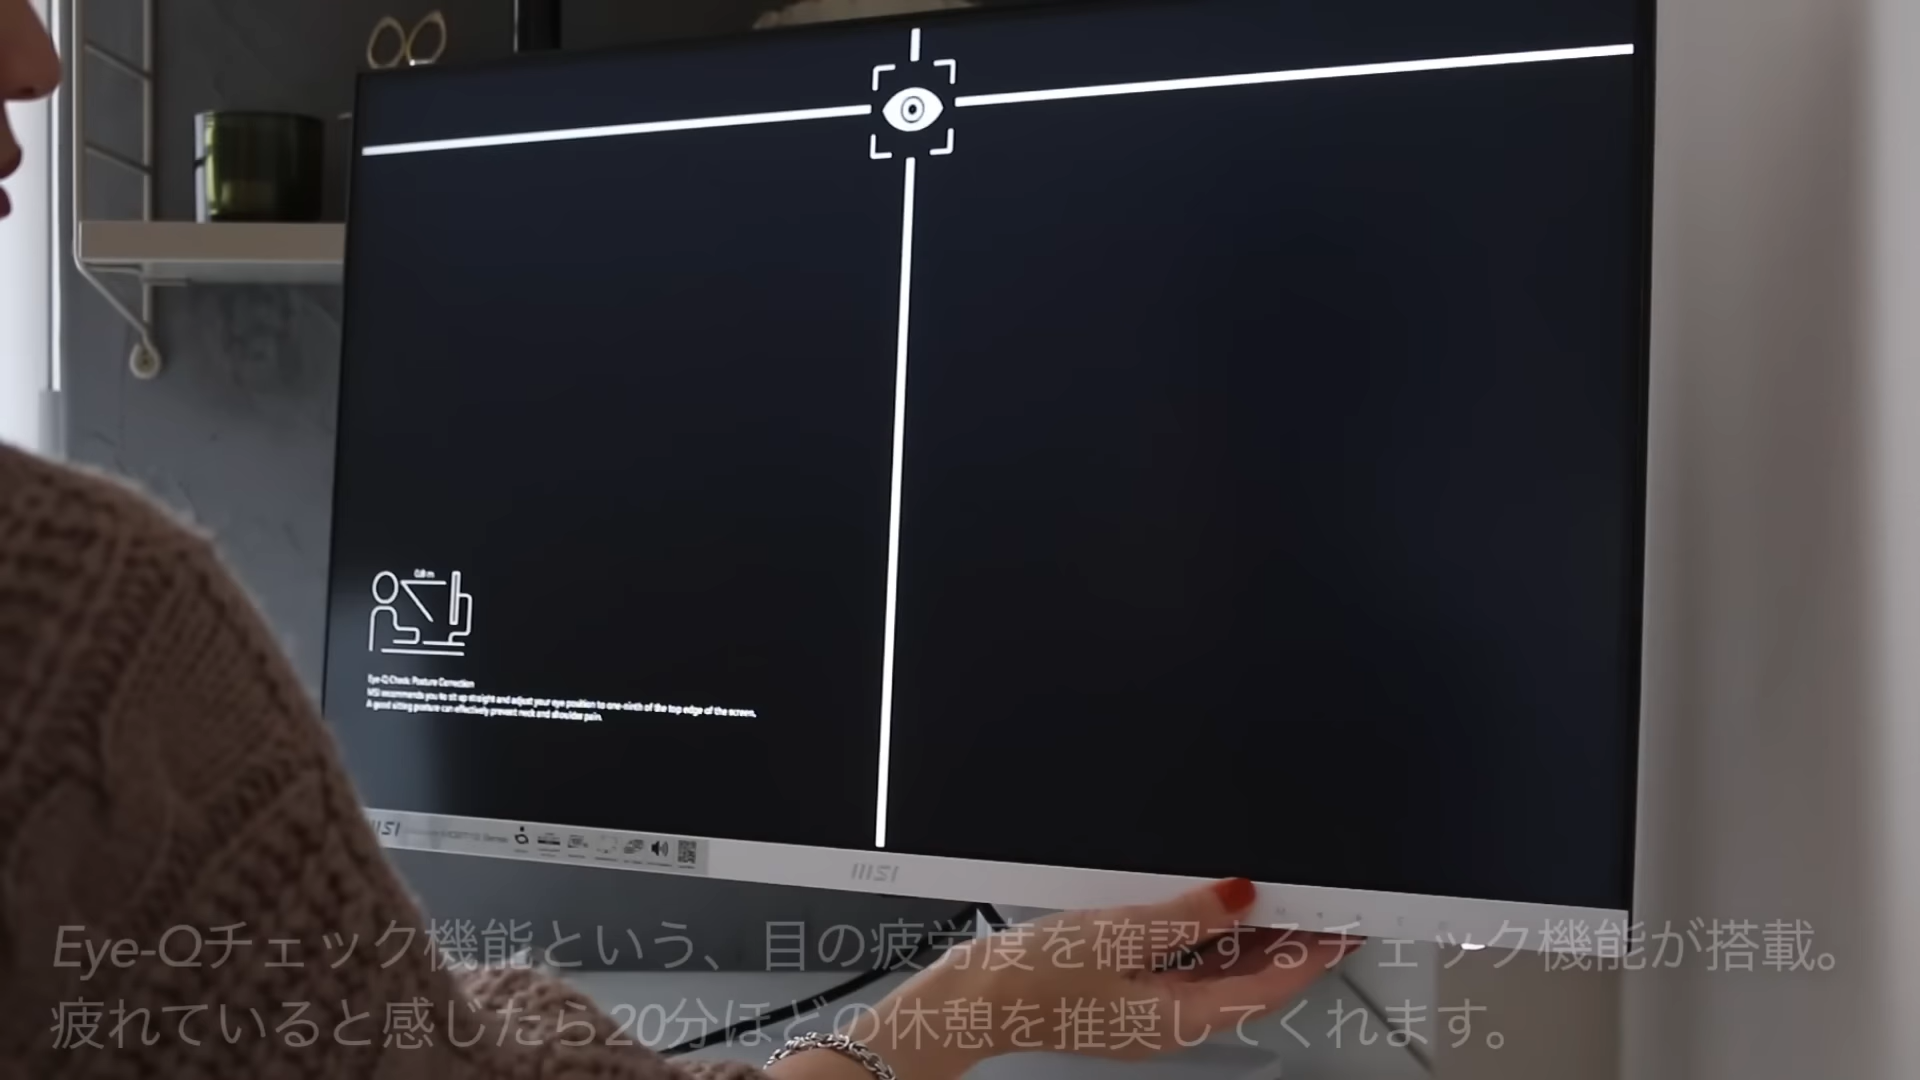 0.8 m
Eye-Q Check: Posture Correction
MSI recommends you to sit up straight and adjust your eye position to one-ninth of the top edge of the screen.
A good sitting posture can effectively prevent neck and shoulder pain.
MSI
MSI
Eye-Qチェック機能という、目の疲労度を確認するチェック機能が搭載。
疲れていると感じたら20分ほどの休憩を推奨してくれます。